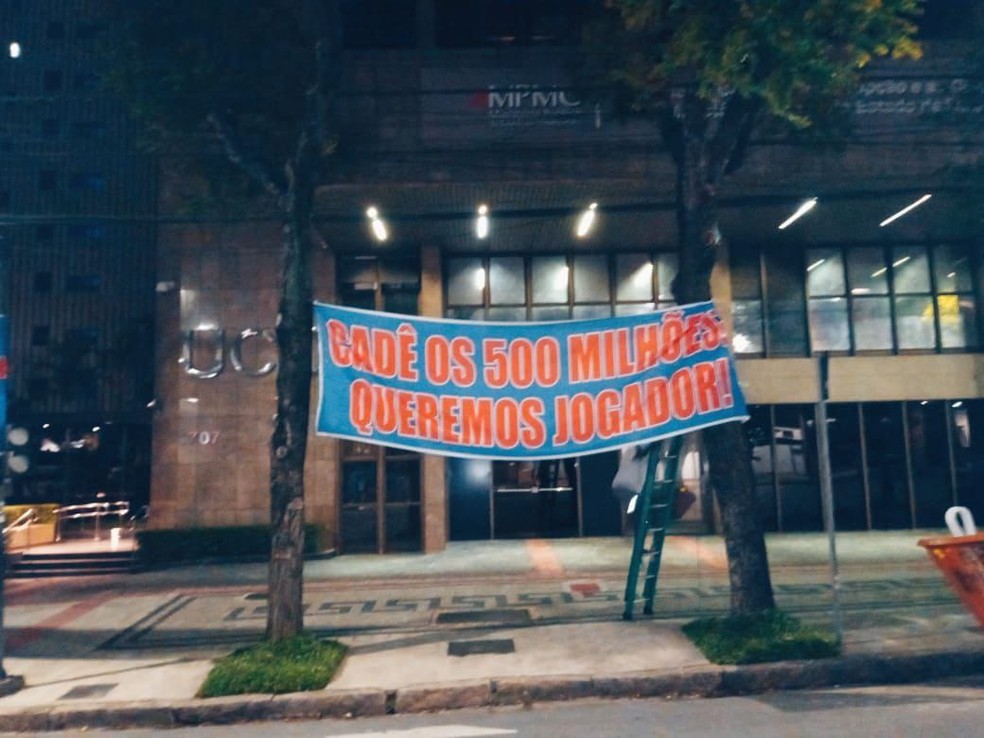 MPMG
UC
707
CADÊ OS 500 MILHÕES?
QUEREMOS JOGADOR!